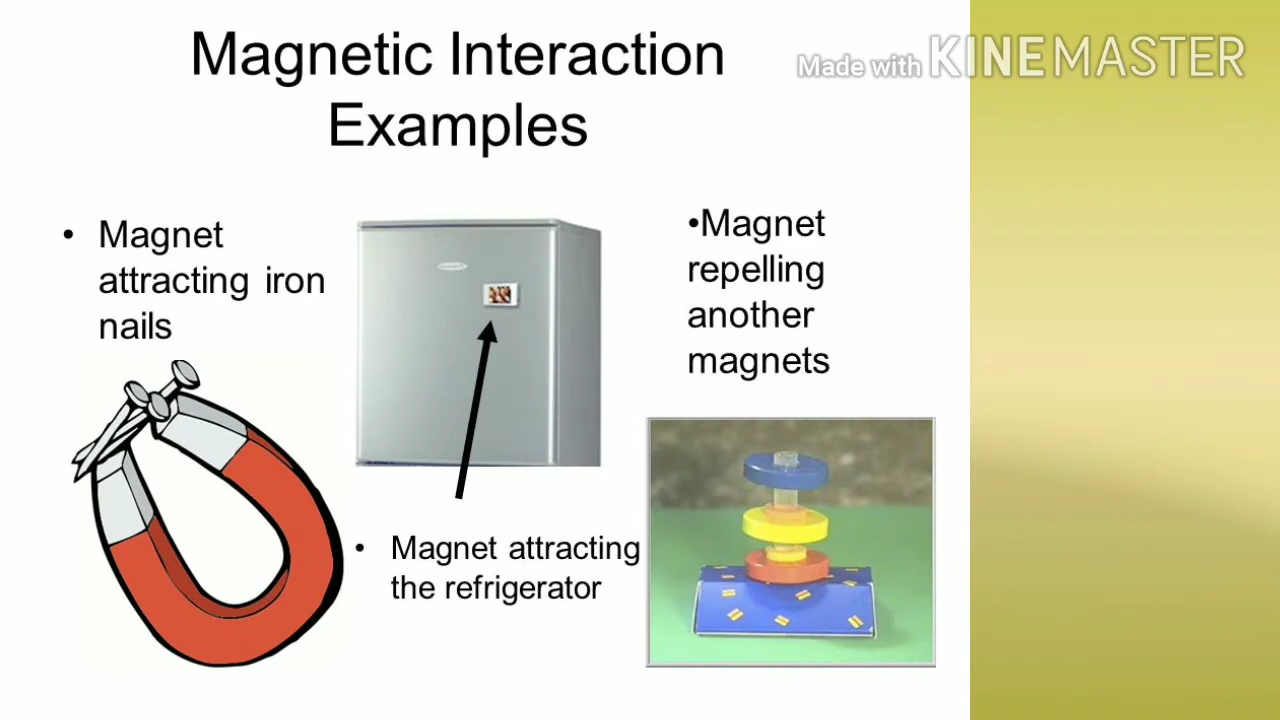 Magnetic Interaction
Examples
Made with KINEMASTER
• Magnet
attracting iron
nails
•Magnet
repelling
another
magnets
• Magnet attracting
the refrigerator